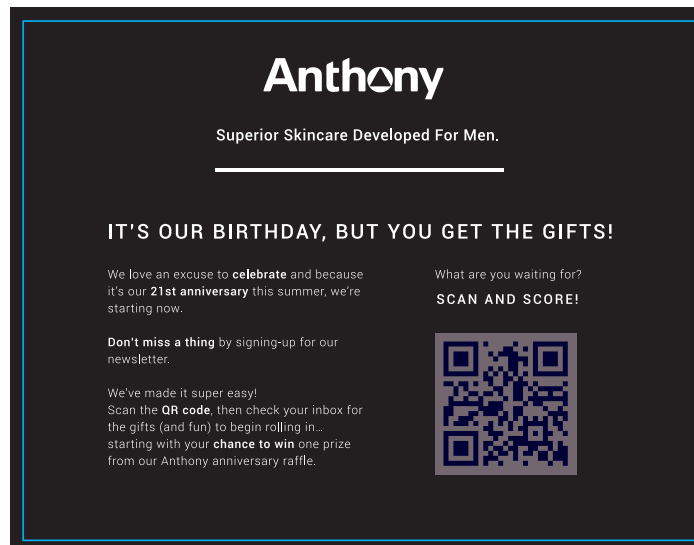 Anthony
Superior Skincare Developed For Men.
IT'S OUR BIRTHDAY, BUT YOU GET THE GIFTS!
We love an excuse to celebrate and because
it's our 21st anniversary this summer, we're
starting now.
Don't miss a thing by signing-up for our
newsletter.
We've made it super easy!
Scan the QR code, then check your inbox for
the gifts (and fun) to begin rolling in...
starting with your chance to win one prize
from our Anthony anniversary raffle.
What are you waiting for?
SCAN AND SCORE!